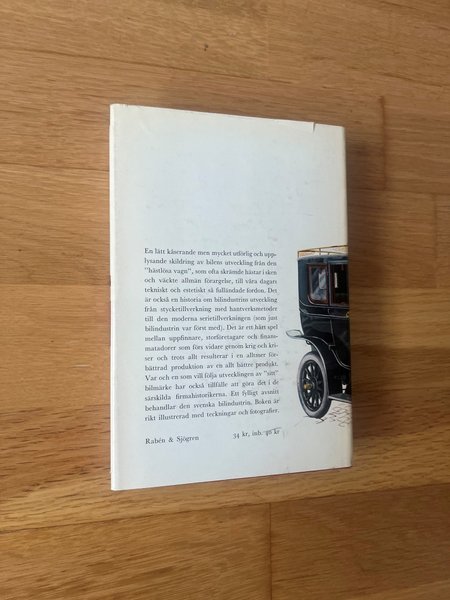 En lätt kåserande men mycket utförlig och upp-
lysande skildring av bilens utveckling från den
"hästlösa vagn", som ofta skrämde hästar i sken
och väckte allmän förargelse, till våra dagars
tekniskt och estetiskt så fulländade fordon. Det
är också en historia om bilindustrins utveckling
från stycketillverkning med hantverksmetoder
till den moderna serietillverkningen (som just
bilindustrin var först med). Det är ett hårt spel
mellan uppfinnare, storföretagare och finans-
matadorer som förs vidare genom krig och kri-
ser och trots allt resulterar i en alltmer för-
bättrad produktion av en allt bättre produkt.
Var och en som vill följa utvecklingen av "sitt"
bilmärke har också tillfälle att göra det i de
särskilda firmahistorikerna. Ett fylligt avsnitt
behandlar den svenska bilindustrin. Boken är
rikt illustrerad med teckningar och fotografier.
Rabén & Sjögren 34 kr, inb. 40 kr